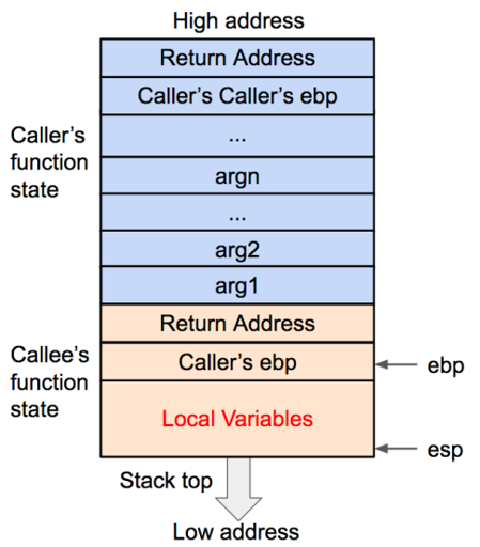 High address
Return Address
Caller's Caller's ebp
...
Caller's
function
state
argn
...
arg2
arg1
Return Address
Callee's
function
state
Caller's ebp
ebp
Local Variables
esp
Stack top
Low address